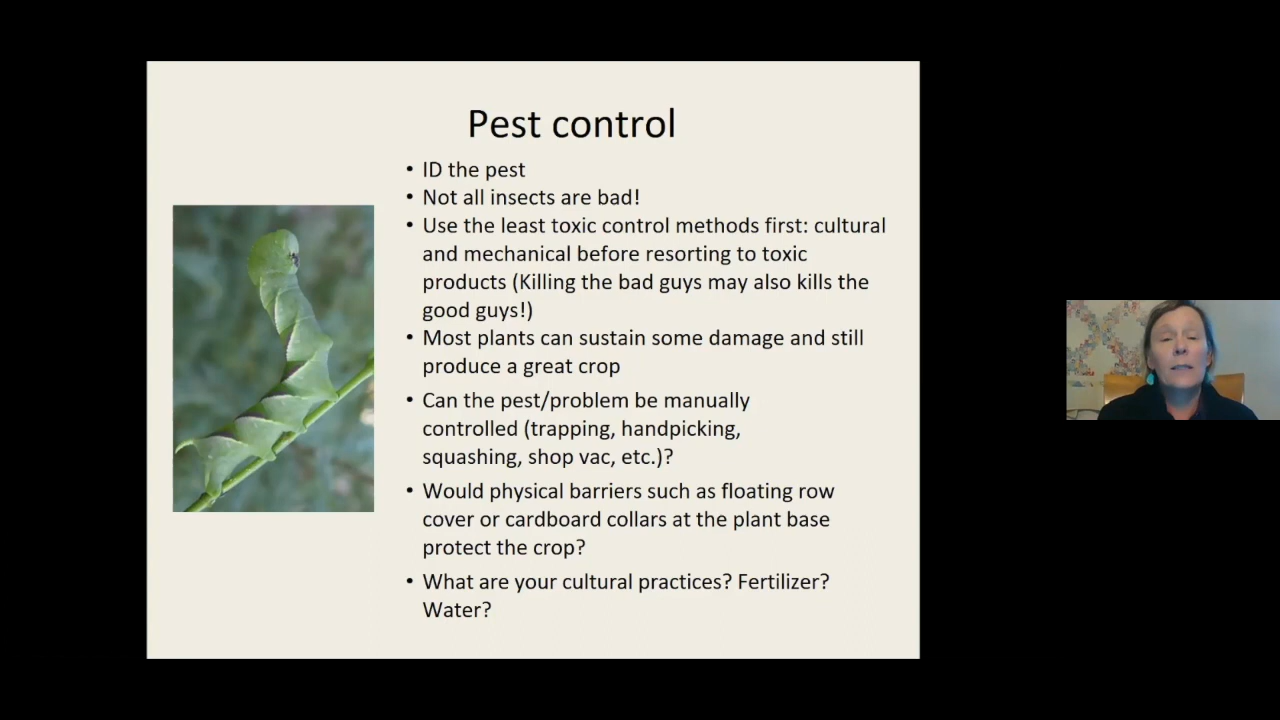 Pest control
• ID the pest
• Not all insects are bad!
• Use the least toxic control methods first: cultural
and mechanical before resorting to toxic
products (Killing the bad guys may also kills the
good guys!)
• Most plants can sustain some damage and still
produce a great crop
• Can the pest/problem be manually
controlled (trapping, handpicking,
squashing, shop vac, etc.)?
• Would physical barriers such as floating row
cover or cardboard collars at the plant base
protect the crop?
• What are your cultural practices? Fertilizer?
Water?